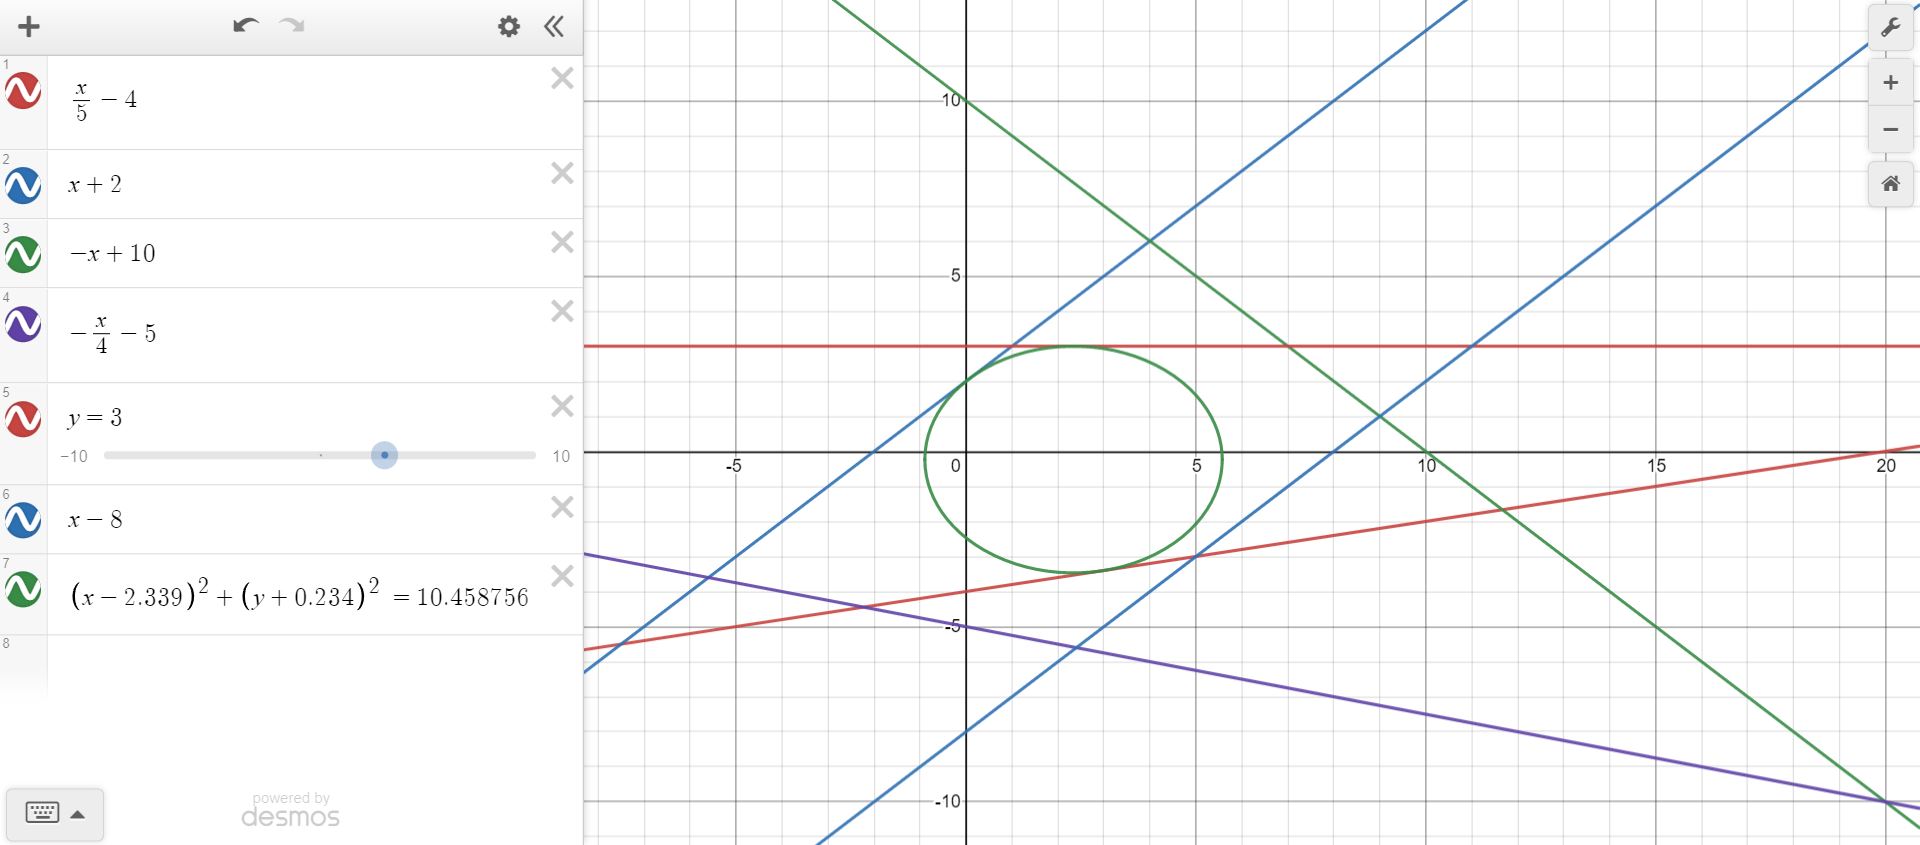 1
x/5 − 4
2
x + 2
3
−x + 10
4
−x/4 − 5
5
y = 3
−10
10
6
x − 8
7
(x − 2.339)² + (y + 0.234)² = 10.458756
8
powered by
desmos
10
5
-5
0
5
10
15
20
-5
-10